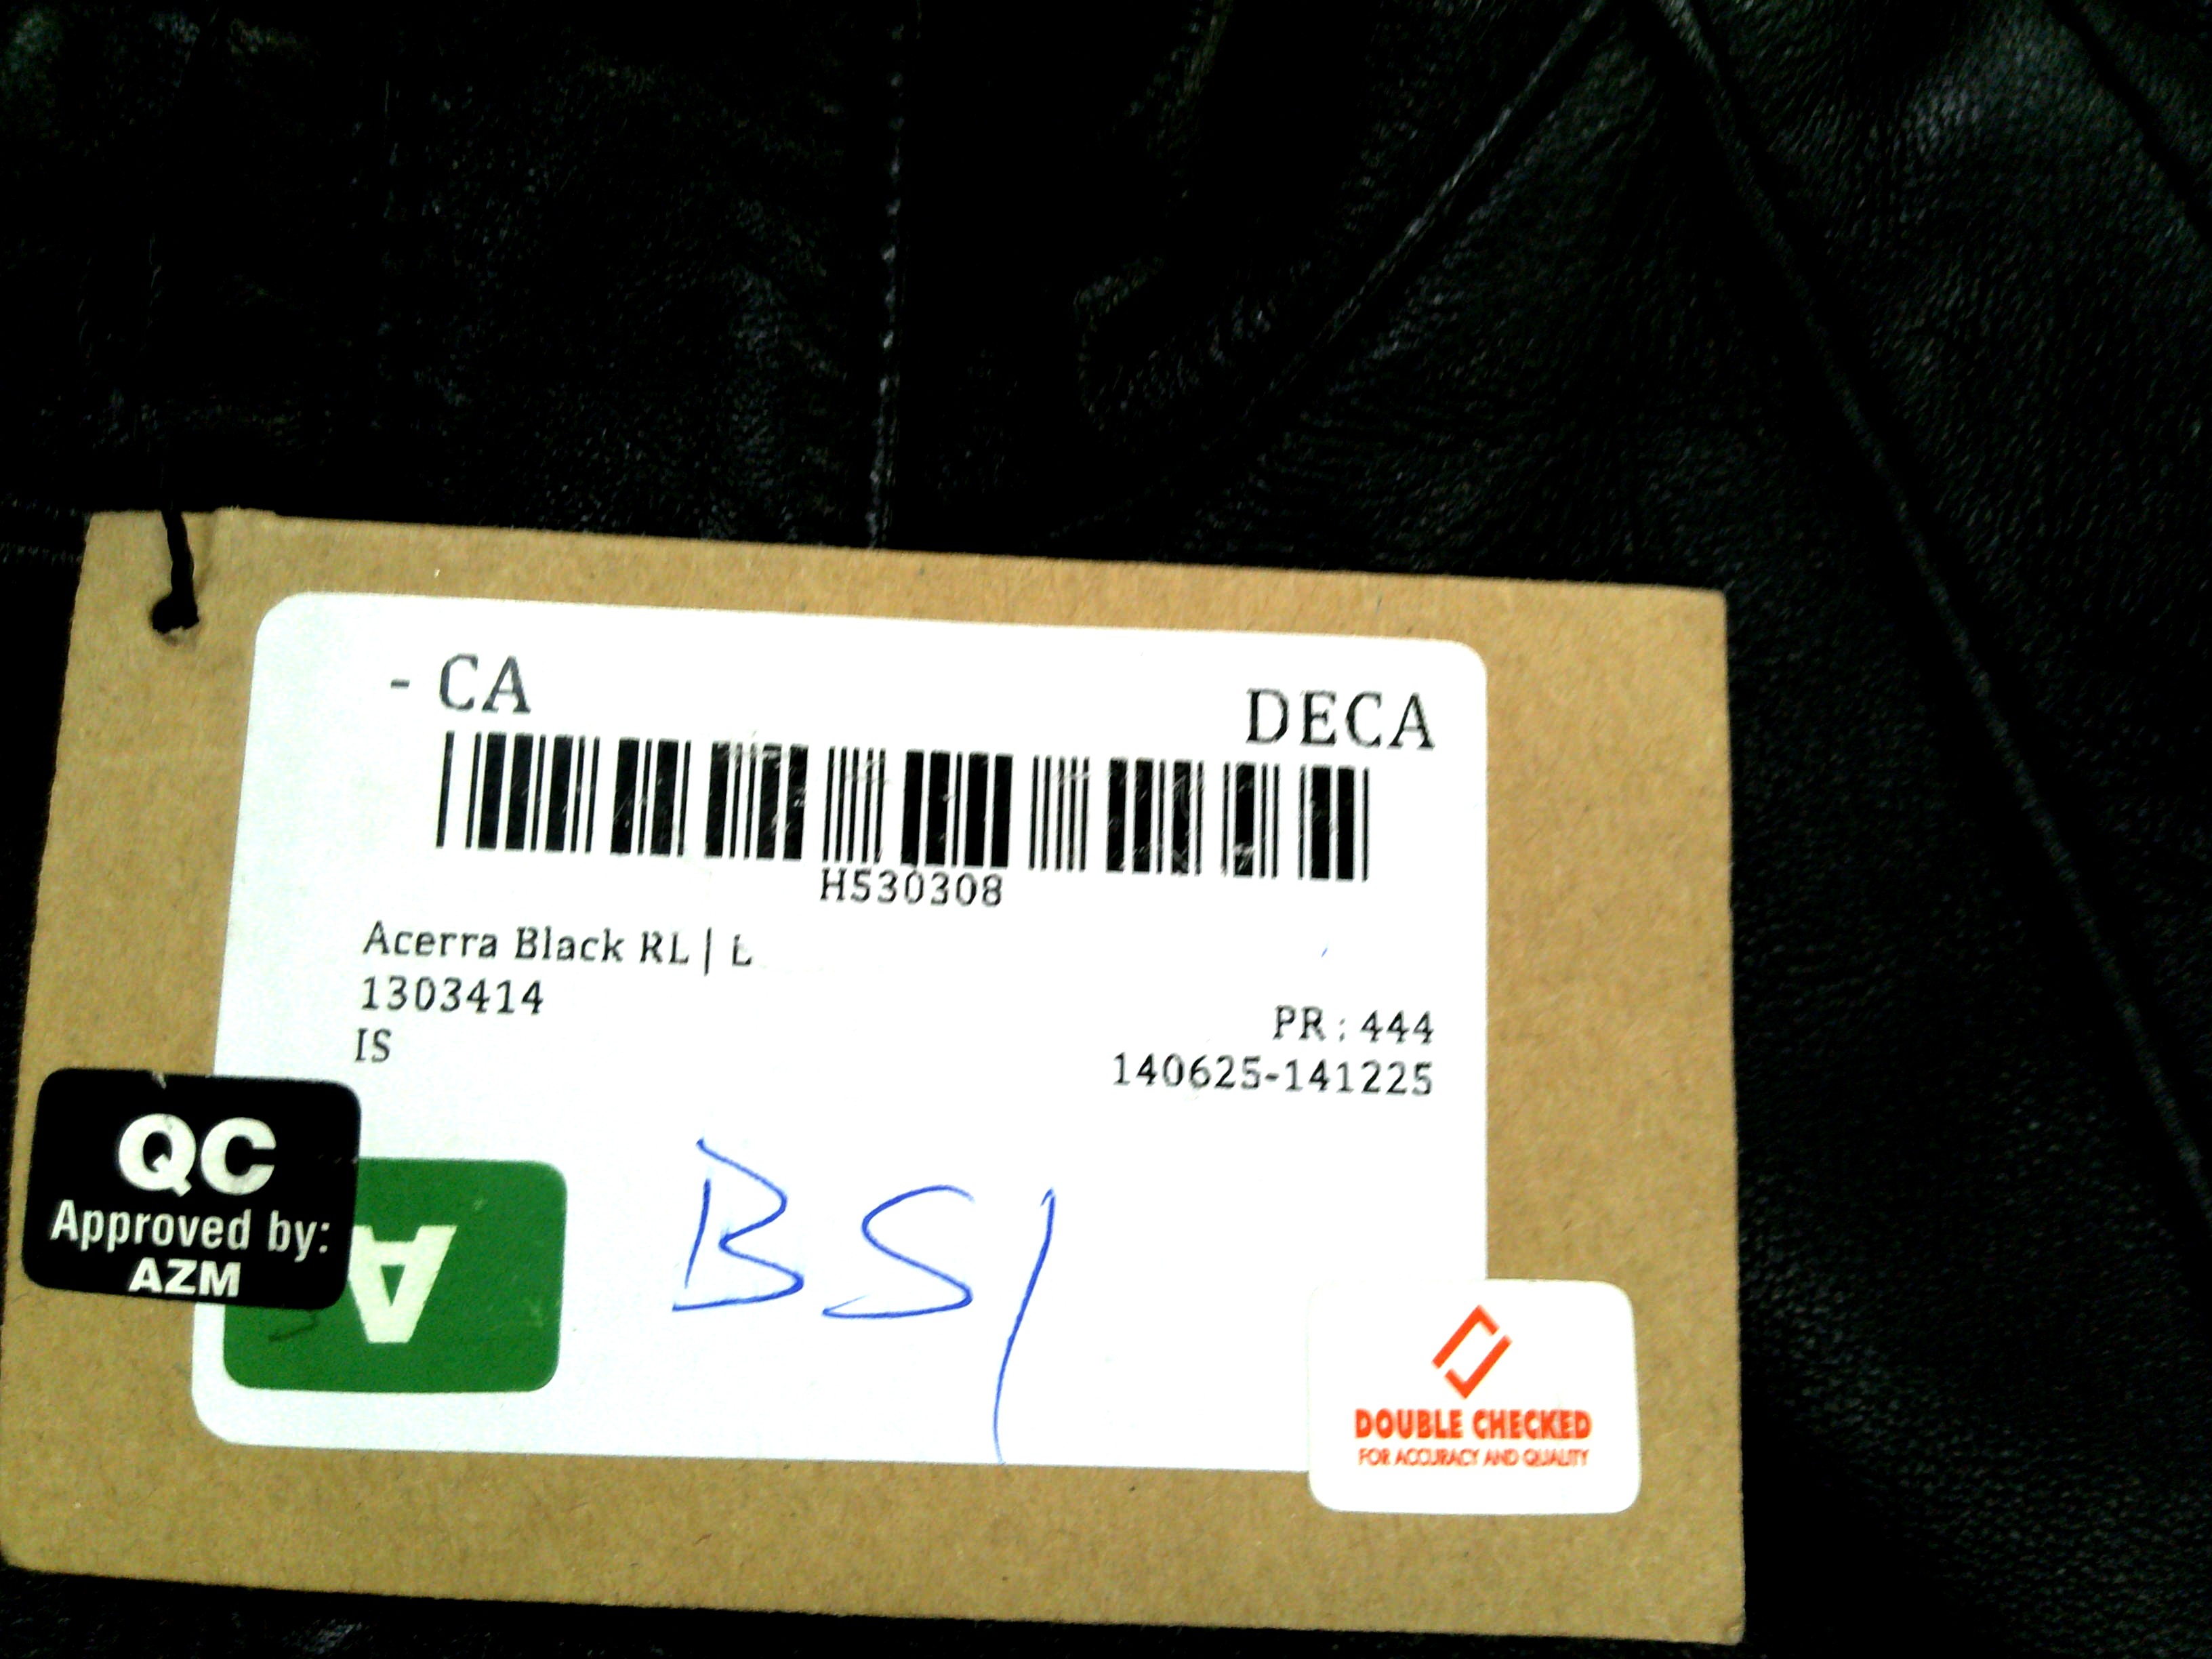 - CA
DECA
H530308
Acerra Black RL | L
1303414
PR : 444
IS
140625-141225
QC
Approved by:
AZM
A
BS1
DOUBLE CHECKED
FOR ACCURACY AND QUALITY